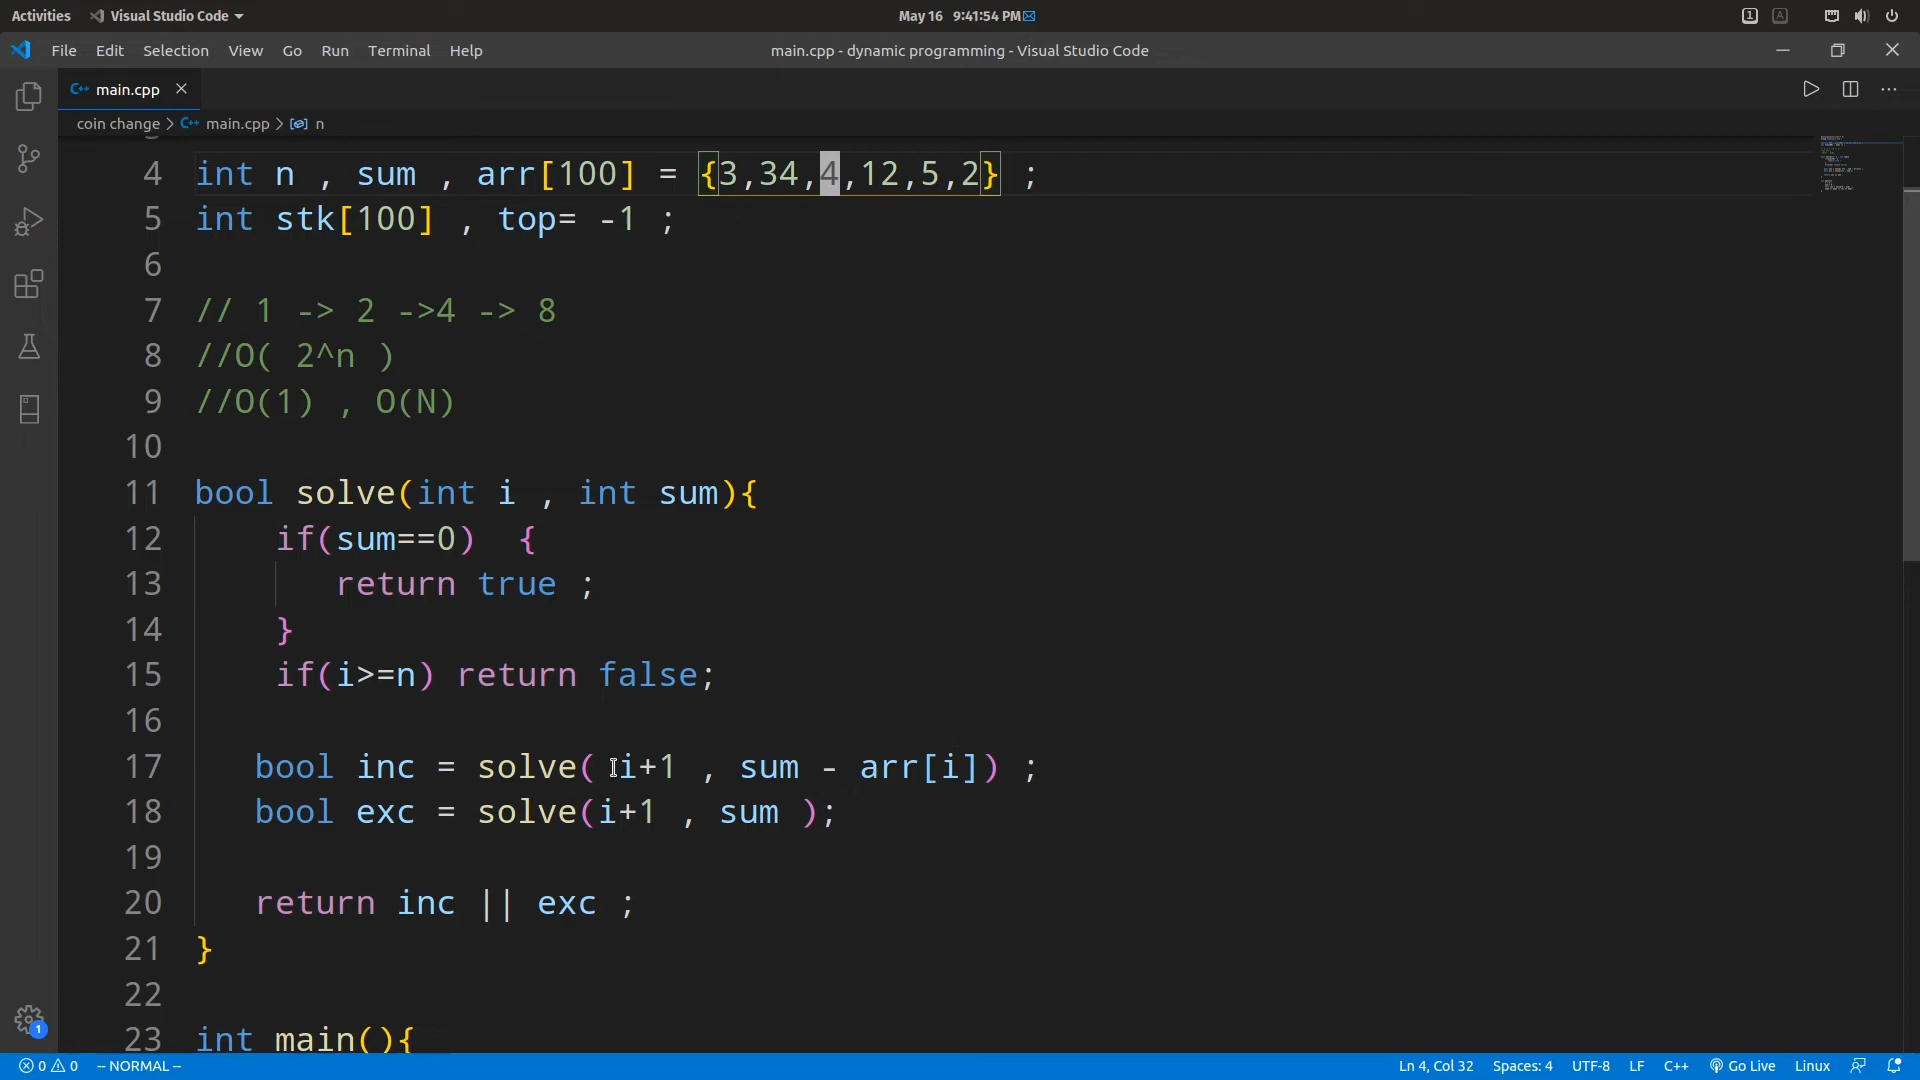 Activities Visual Studio Code May 16 9:41:54 PM 1 A
File Edit Selection View Go Run Terminal Help main.cpp - dynamic programming - Visual Studio Code
C++ main.cpp
coin change > C++ main.cpp > n
4 int n , sum , arr[100] = {3,34,4,12,5,2} ;
5 int stk[100] , top= -1 ;
6
7 // 1 -> 2 ->4 -> 8
8 //O( 2^n )
9 //O(1) , O(N)
10
11 bool solve(int i , int sum){
12 if(sum==0) {
13 return true ;
14 }
15 if(i>=n) return false;
16
17 bool inc = solve( i+1 , sum - arr[i]) ;
18 bool exc = solve(i+1 , sum );
19
20 return inc || exc ;
21 }
22
23 int main(){
1
0 0 -- NORMAL -- Ln 4, Col 32 Spaces: 4 UTF-8 LF C++ Go Live Linux